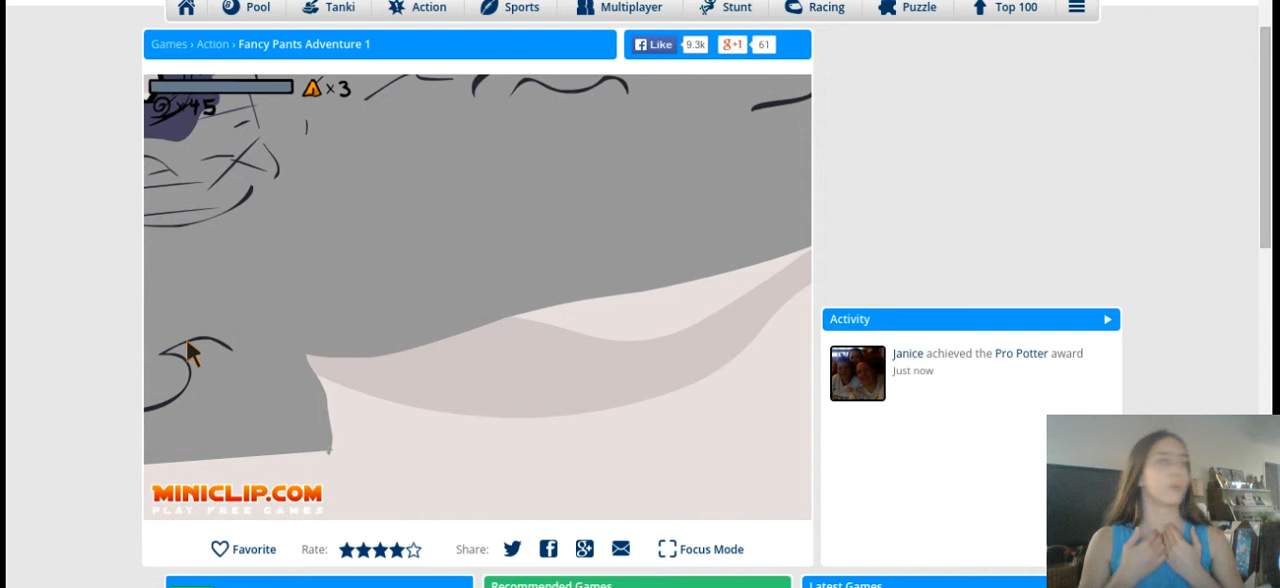 Pool Tanki Action Sports Multiplayer Stunt Racing Puzzle Top 100
Games › Action › Fancy Pants Adventure 1
Like 9.3k g+1 61
×3
×45
Activity
Janice achieved the Pro Potter award
Just now
MINICLIP.COM
PLAY FREE GAMES
Favorite Rate: Share: Focus Mode
Recommended Games Latest Games